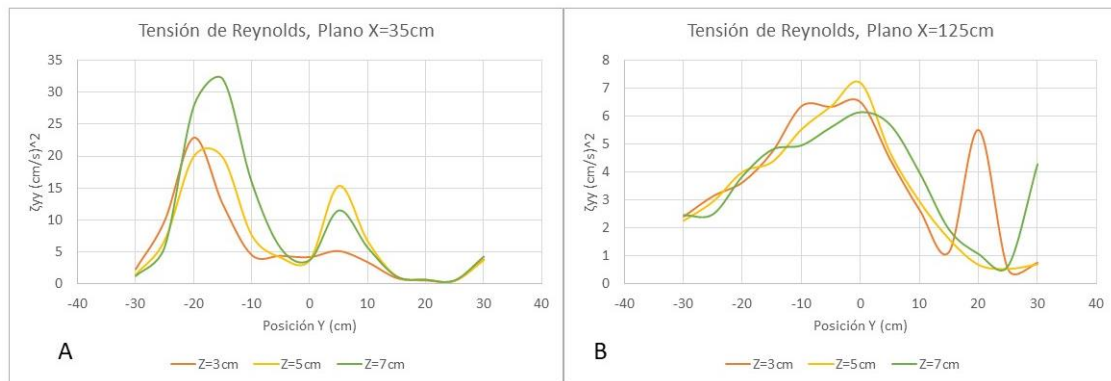 Tensión de Reynolds, Plano X=35cm
35
30
25
20
15
10
5
0
-40 -30 -20 -10 0 10 20 30 40
ζyy (cm/s)^2
Posición Y (cm)
A
Z=3cm Z=5cm Z=7cm
Tensión de Reynolds, Plano X=125cm
8
7
6
5
4
3
2
1
0
-40 -30 -20 -10 0 10 20 30 40
ζyy (cm/s)^2
Posición Y (cm)
B
Z=3cm Z=5cm Z=7cm